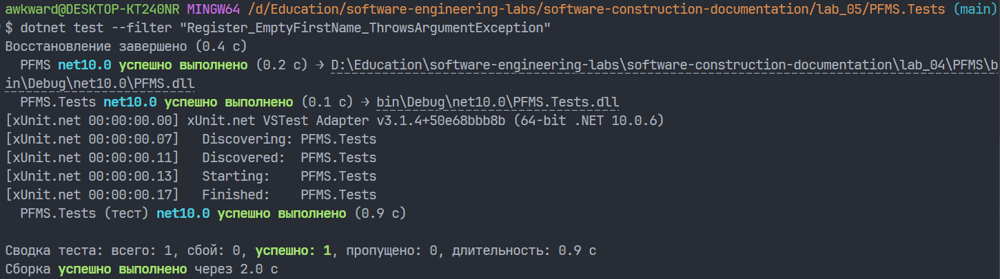 awkward@DESKTOP-KT240NR MINGW64 /d/Education/software-engineering-labs/software-construction-documentation/lab_05/PFMS.Tests (main)
$ dotnet test --filter "Register_EmptyFirstName_ThrowsArgumentException"
Восстановление завершено (0.4 с)
  PFMS net10.0 успешно выполнено (0.2 с) → D:\Education\software-engineering-labs\software-construction-documentation\lab_04\PFMS\b
in\Debug\net10.0\PFMS.dll
  PFMS.Tests net10.0 успешно выполнено (0.1 с) → bin\Debug\net10.0\PFMS.Tests.dll
[xUnit.net 00:00:00.00] xUnit.net VSTest Adapter v3.1.4+50e68bbb8b (64-bit .NET 10.0.6)
[xUnit.net 00:00:00.07]   Discovering: PFMS.Tests
[xUnit.net 00:00:00.11]   Discovered:  PFMS.Tests
[xUnit.net 00:00:00.13]   Starting:    PFMS.Tests
[xUnit.net 00:00:00.17]   Finished:    PFMS.Tests
  PFMS.Tests (тест) net10.0 успешно выполнено (0.9 с)

Сводка теста: всего: 1, сбой: 0, успешно: 1, пропущено: 0, длительность: 0.9 с
Сборка успешно выполнено через 2.0 с